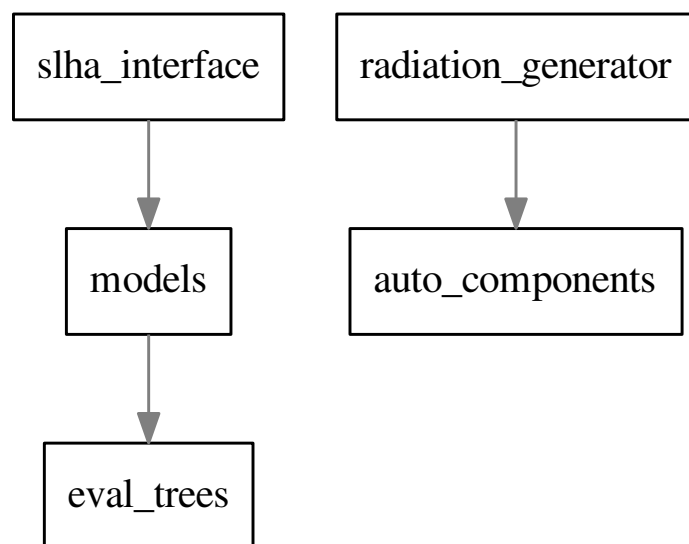 slha_interface
radiation_generator
models
auto_components
eval_trees